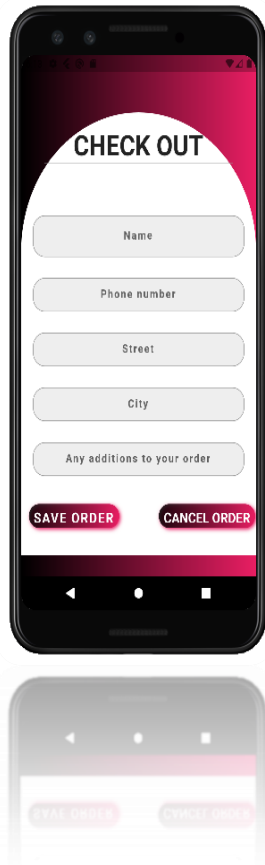 CHECK OUT
Name
Phone number
Street
City
Any additions to your order
SAVE ORDER
CANCEL ORDER